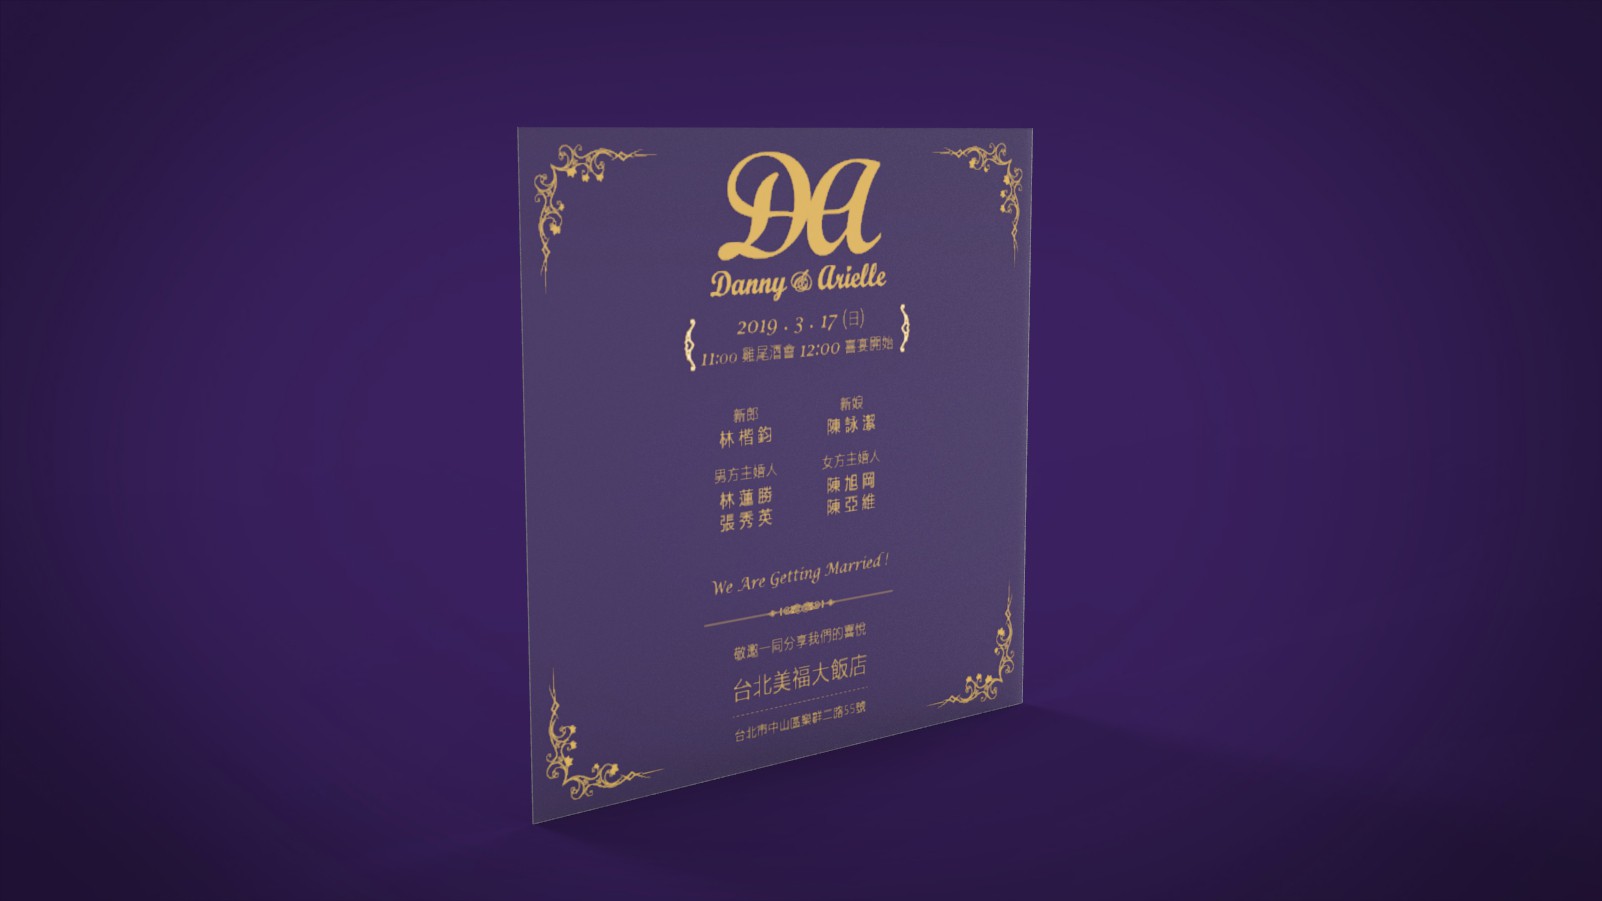 DA
Danny & Arielle
2019 . 3 . 17 (日)
11:00 雞尾酒會 12:00 喜宴開始
新郎
林楷鈞
新娘
陳詠潔
男方主婚人
林蓮勝
張秀英
女方主婚人
陳旭岡
陳亞維
We Are Getting Married !
敬邀一同分享我們的喜悅
台北美福大飯店
台北市中山區樂群二路55號